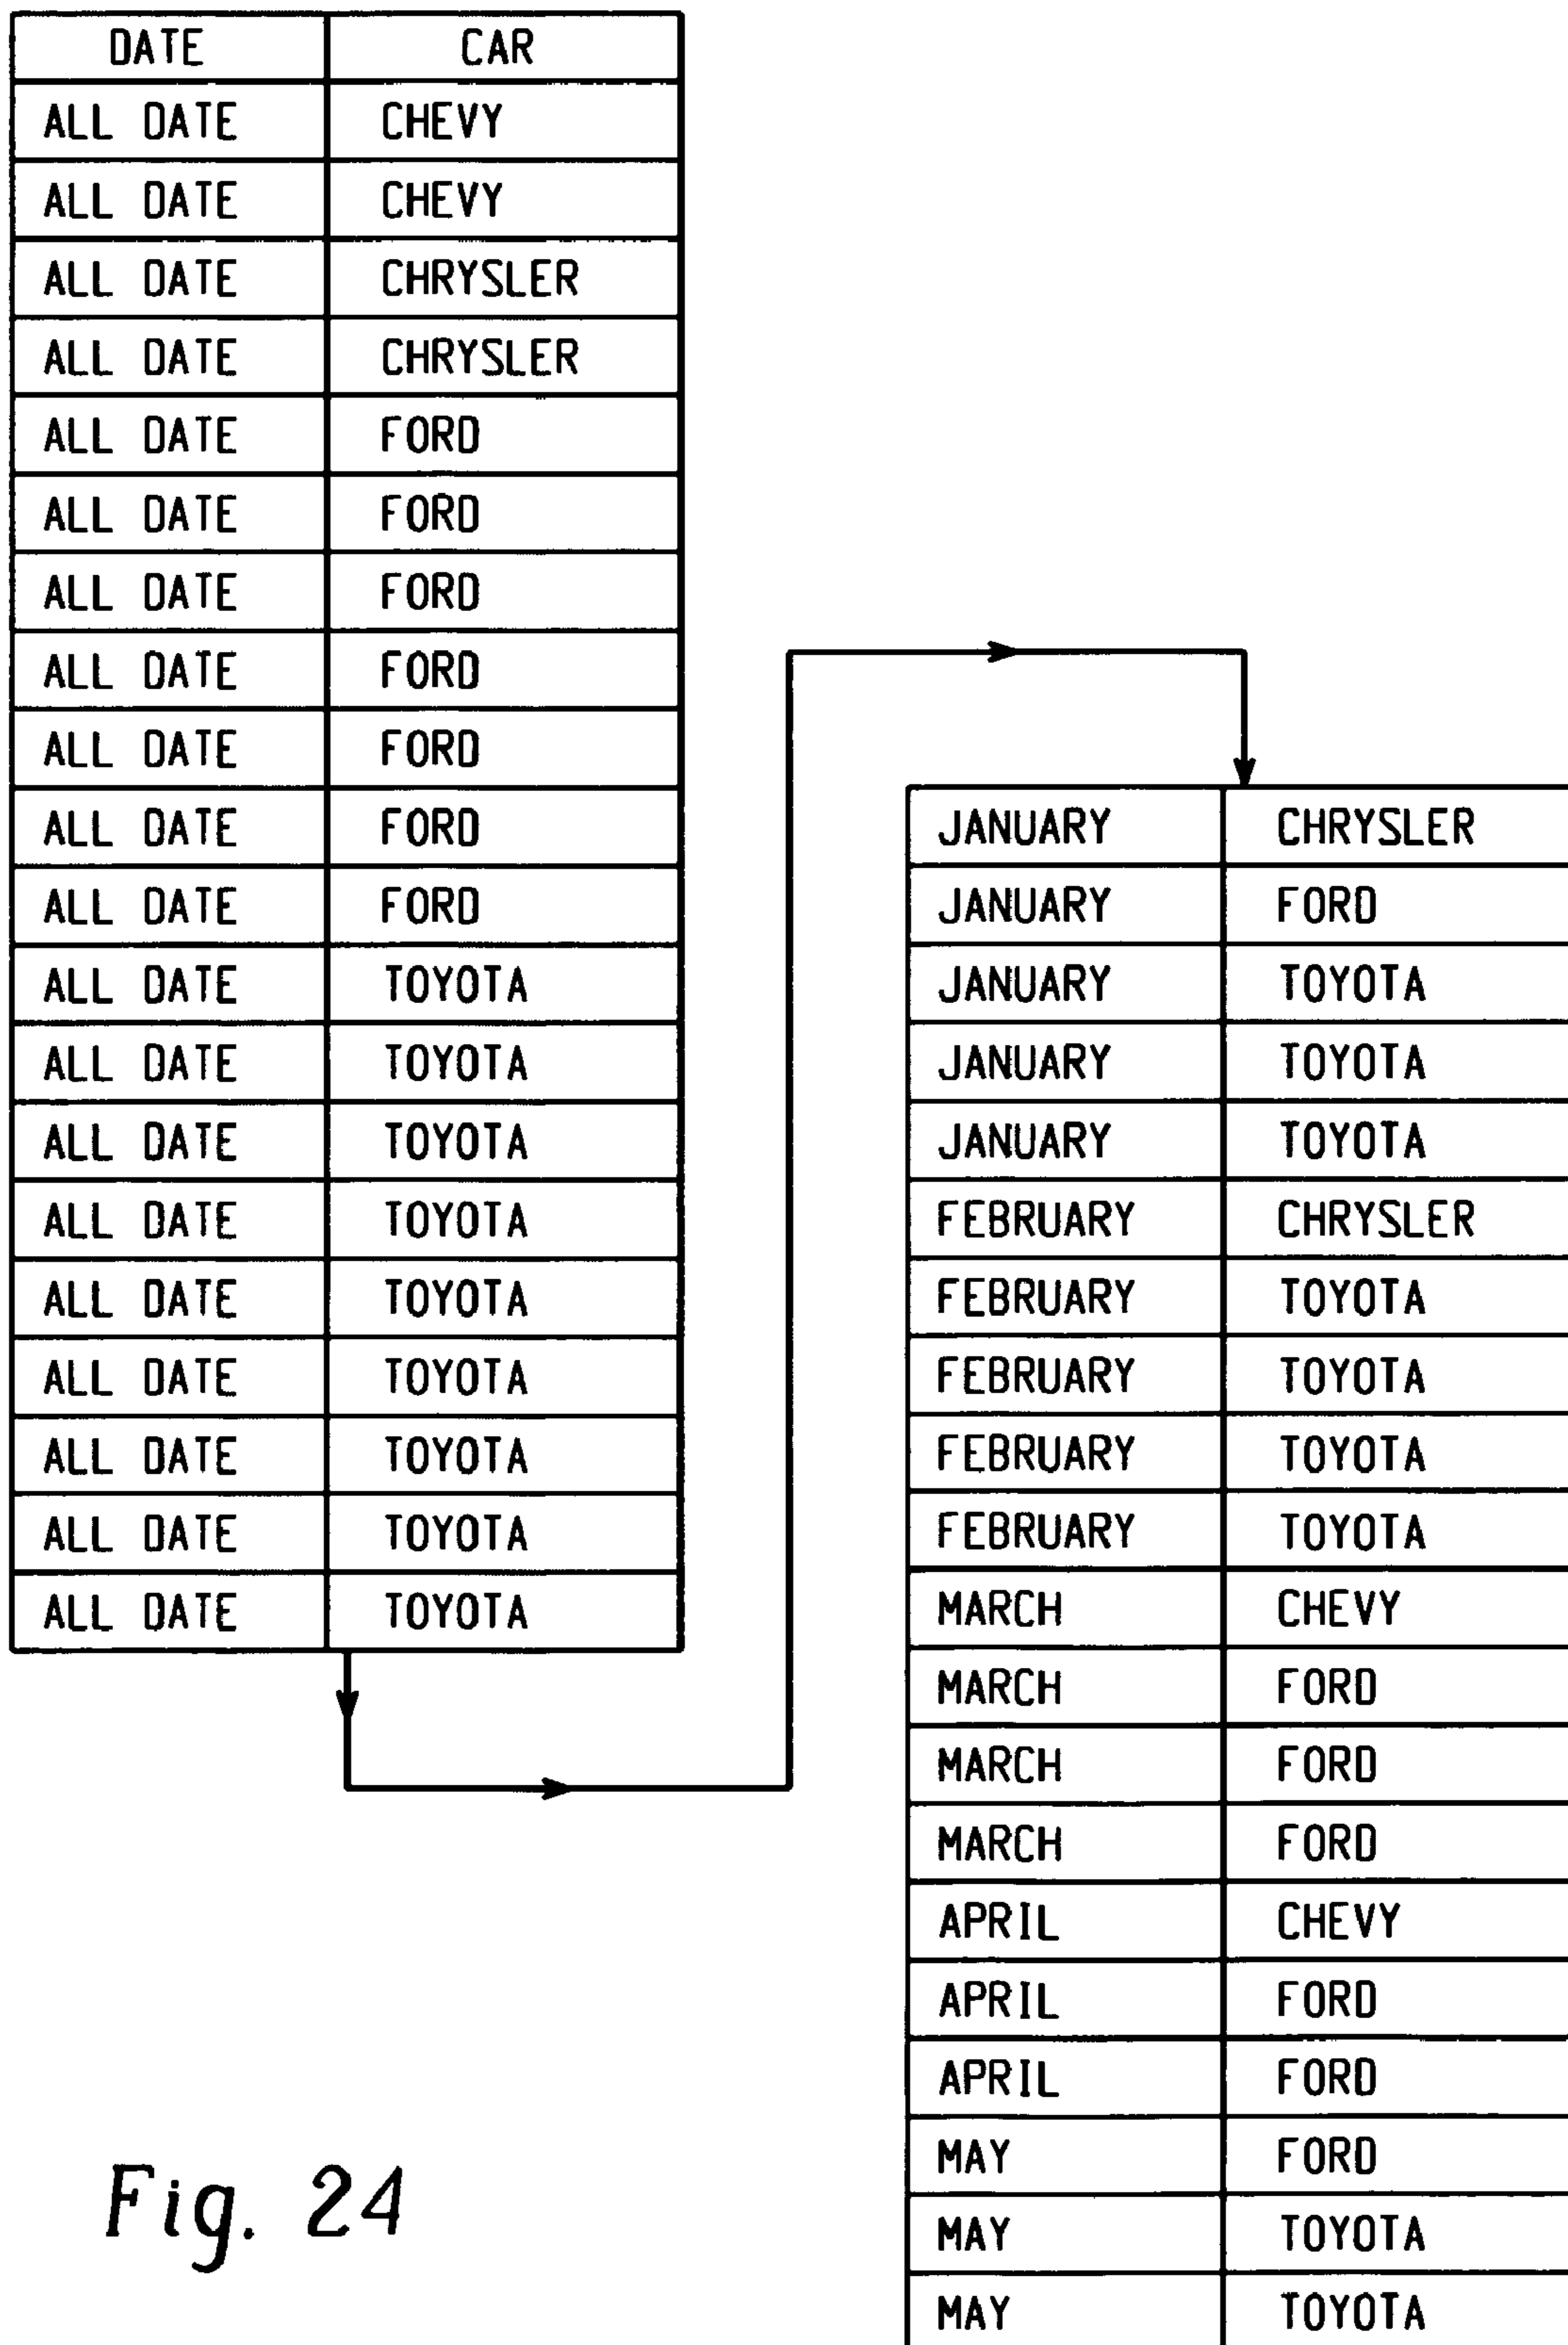 DATE CAR
ALL DATE CHEVY
ALL DATE CHEVY
ALL DATE CHRYSLER
ALL DATE CHRYSLER
ALL DATE FORD
ALL DATE FORD
ALL DATE FORD
ALL DATE FORD
ALL DATE FORD
ALL DATE FORD
ALL DATE FORD
ALL DATE TOYOTA
ALL DATE TOYOTA
ALL DATE TOYOTA
ALL DATE TOYOTA
ALL DATE TOYOTA
ALL DATE TOYOTA
ALL DATE TOYOTA
ALL DATE TOYOTA
ALL DATE TOYOTA
JANUARY CHRYSLER
JANUARY FORD
JANUARY TOYOTA
JANUARY TOYOTA
JANUARY TOYOTA
FEBRUARY CHRYSLER
FEBRUARY TOYOTA
FEBRUARY TOYOTA
FEBRUARY TOYOTA
FEBRUARY TOYOTA
MARCH CHEVY
MARCH FORD
MARCH FORD
MARCH FORD
APRIL CHEVY
APRIL FORD
APRIL FORD
MAY FORD
MAY TOYOTA
MAY TOYOTA
Fig. 24